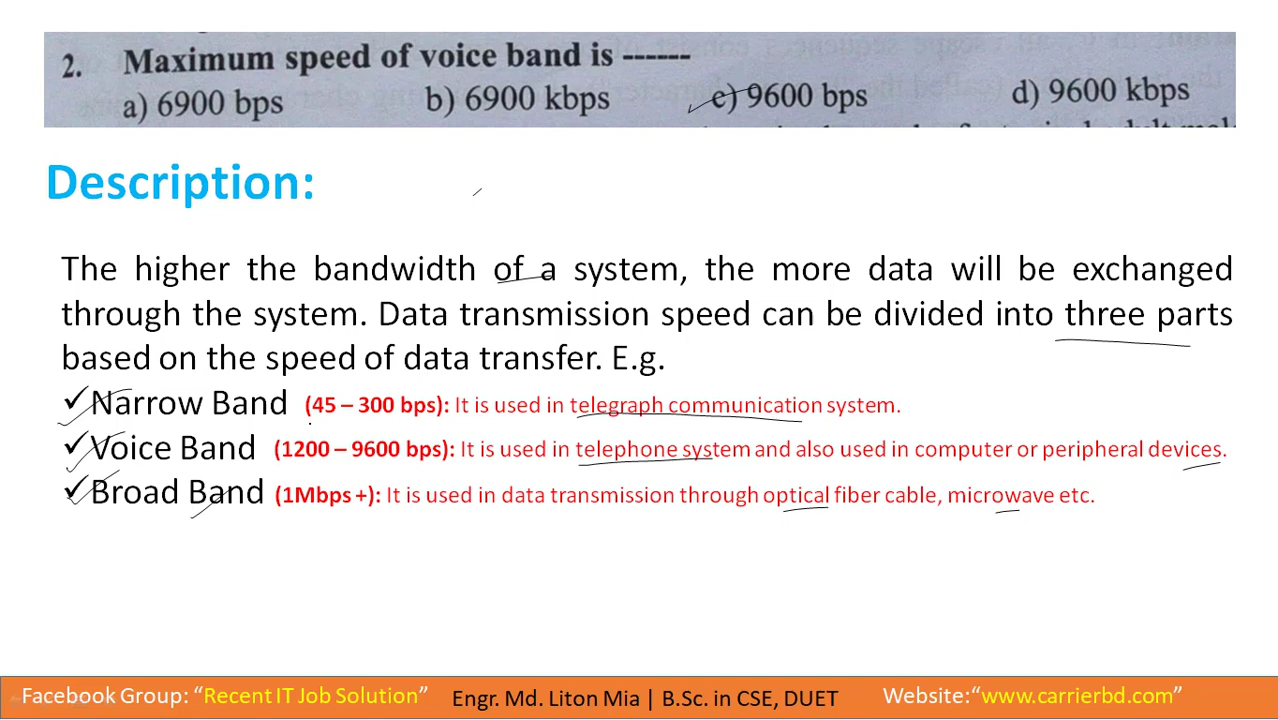 2. Maximum speed of voice band is ------
a) 6900 bps b) 6900 kbps c) 9600 bps d) 9600 kbps
Description:
The higher the bandwidth of a system, the more data will be exchanged
through the system. Data transmission speed can be divided into three parts
based on the speed of data transfer. E.g.
✓Narrow Band (45 – 300 bps): It is used in telegraph communication system.
✓Voice Band (1200 – 9600 bps): It is used in telephone system and also used in computer or peripheral devices.
✓Broad Band (1Mbps +): It is used in data transmission through optical fiber cable, microwave etc.
Facebook Group: “Recent IT Job Solution” Engr. Md. Liton Mia | B.Sc. in CSE, DUET Website:“www.carrierbd.com”